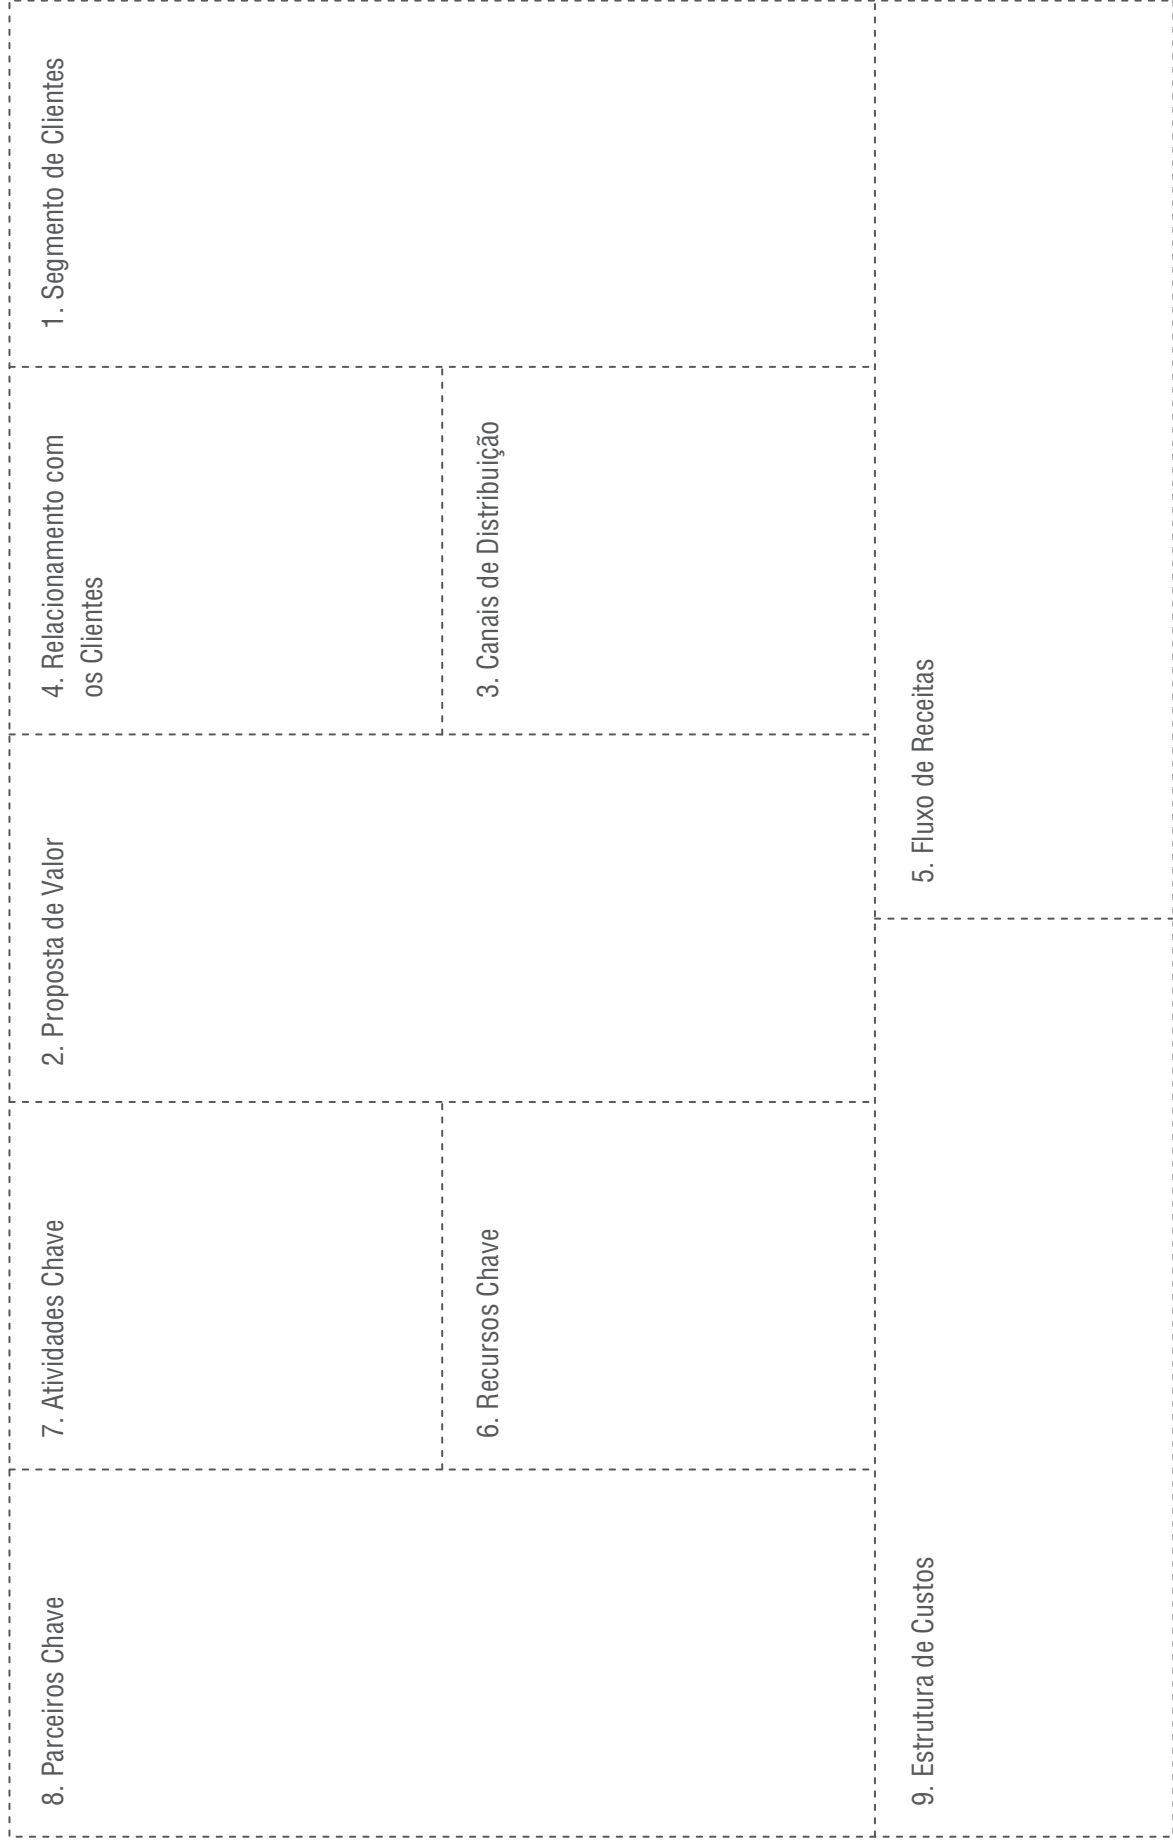 8. Parceiros Chave
7. Atividades Chave
6. Recursos Chave
2. Proposta de Valor
4. Relacionamento com
os Clientes
3. Canais de Distribuição
1. Segmento de Clientes
9. Estrutura de Custos
5. Fluxo de Receitas